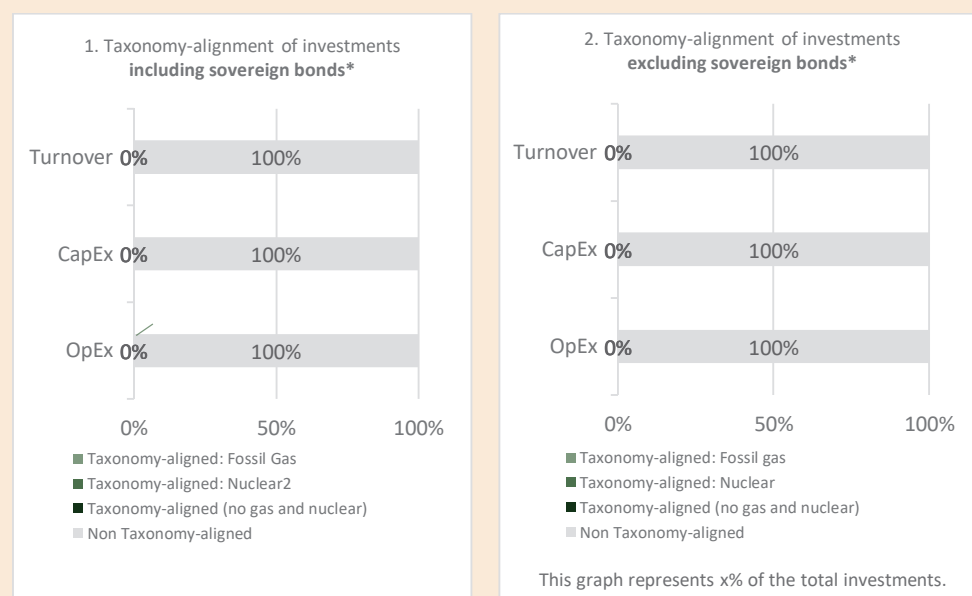 1. Taxonomy-alignment of investments
including sovereign bonds*
Turnover 0% 100%
CapEx 0% 100%
OpEx 0% 100%
0% 50% 100%
Taxonomy-aligned: Fossil Gas
Taxonomy-aligned: Nuclear2
Taxonomy-aligned (no gas and nuclear)
Non Taxonomy-aligned
2. Taxonomy-alignment of investments
excluding sovereign bonds*
Turnover 0% 100%
CapEx 0% 100%
OpEx 0% 100%
0% 50% 100%
Taxonomy-aligned: Fossil gas
Taxonomy-aligned: Nuclear
Taxonomy-aligned (no gas and nuclear)
Non Taxonomy-aligned
This graph represents x% of the total investments.